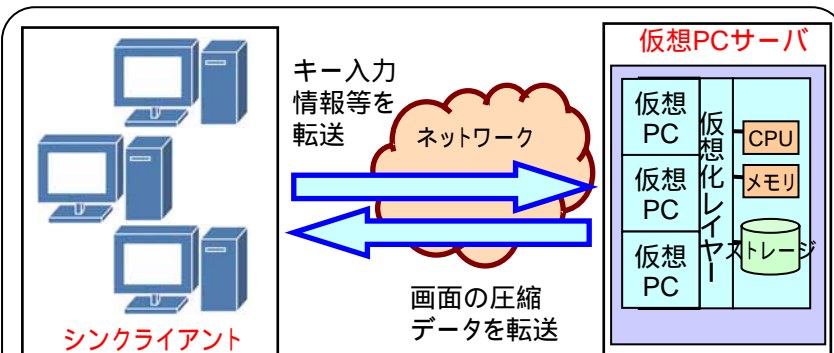 シンクライアント
キー入力
情報等を
転送
ネットワーク
画面の圧縮
データを転送
仮想PCサーバ
仮想
PC
仮想
PC
仮想
PC
仮想化レイヤー
CPU
メモリ
ストレージ